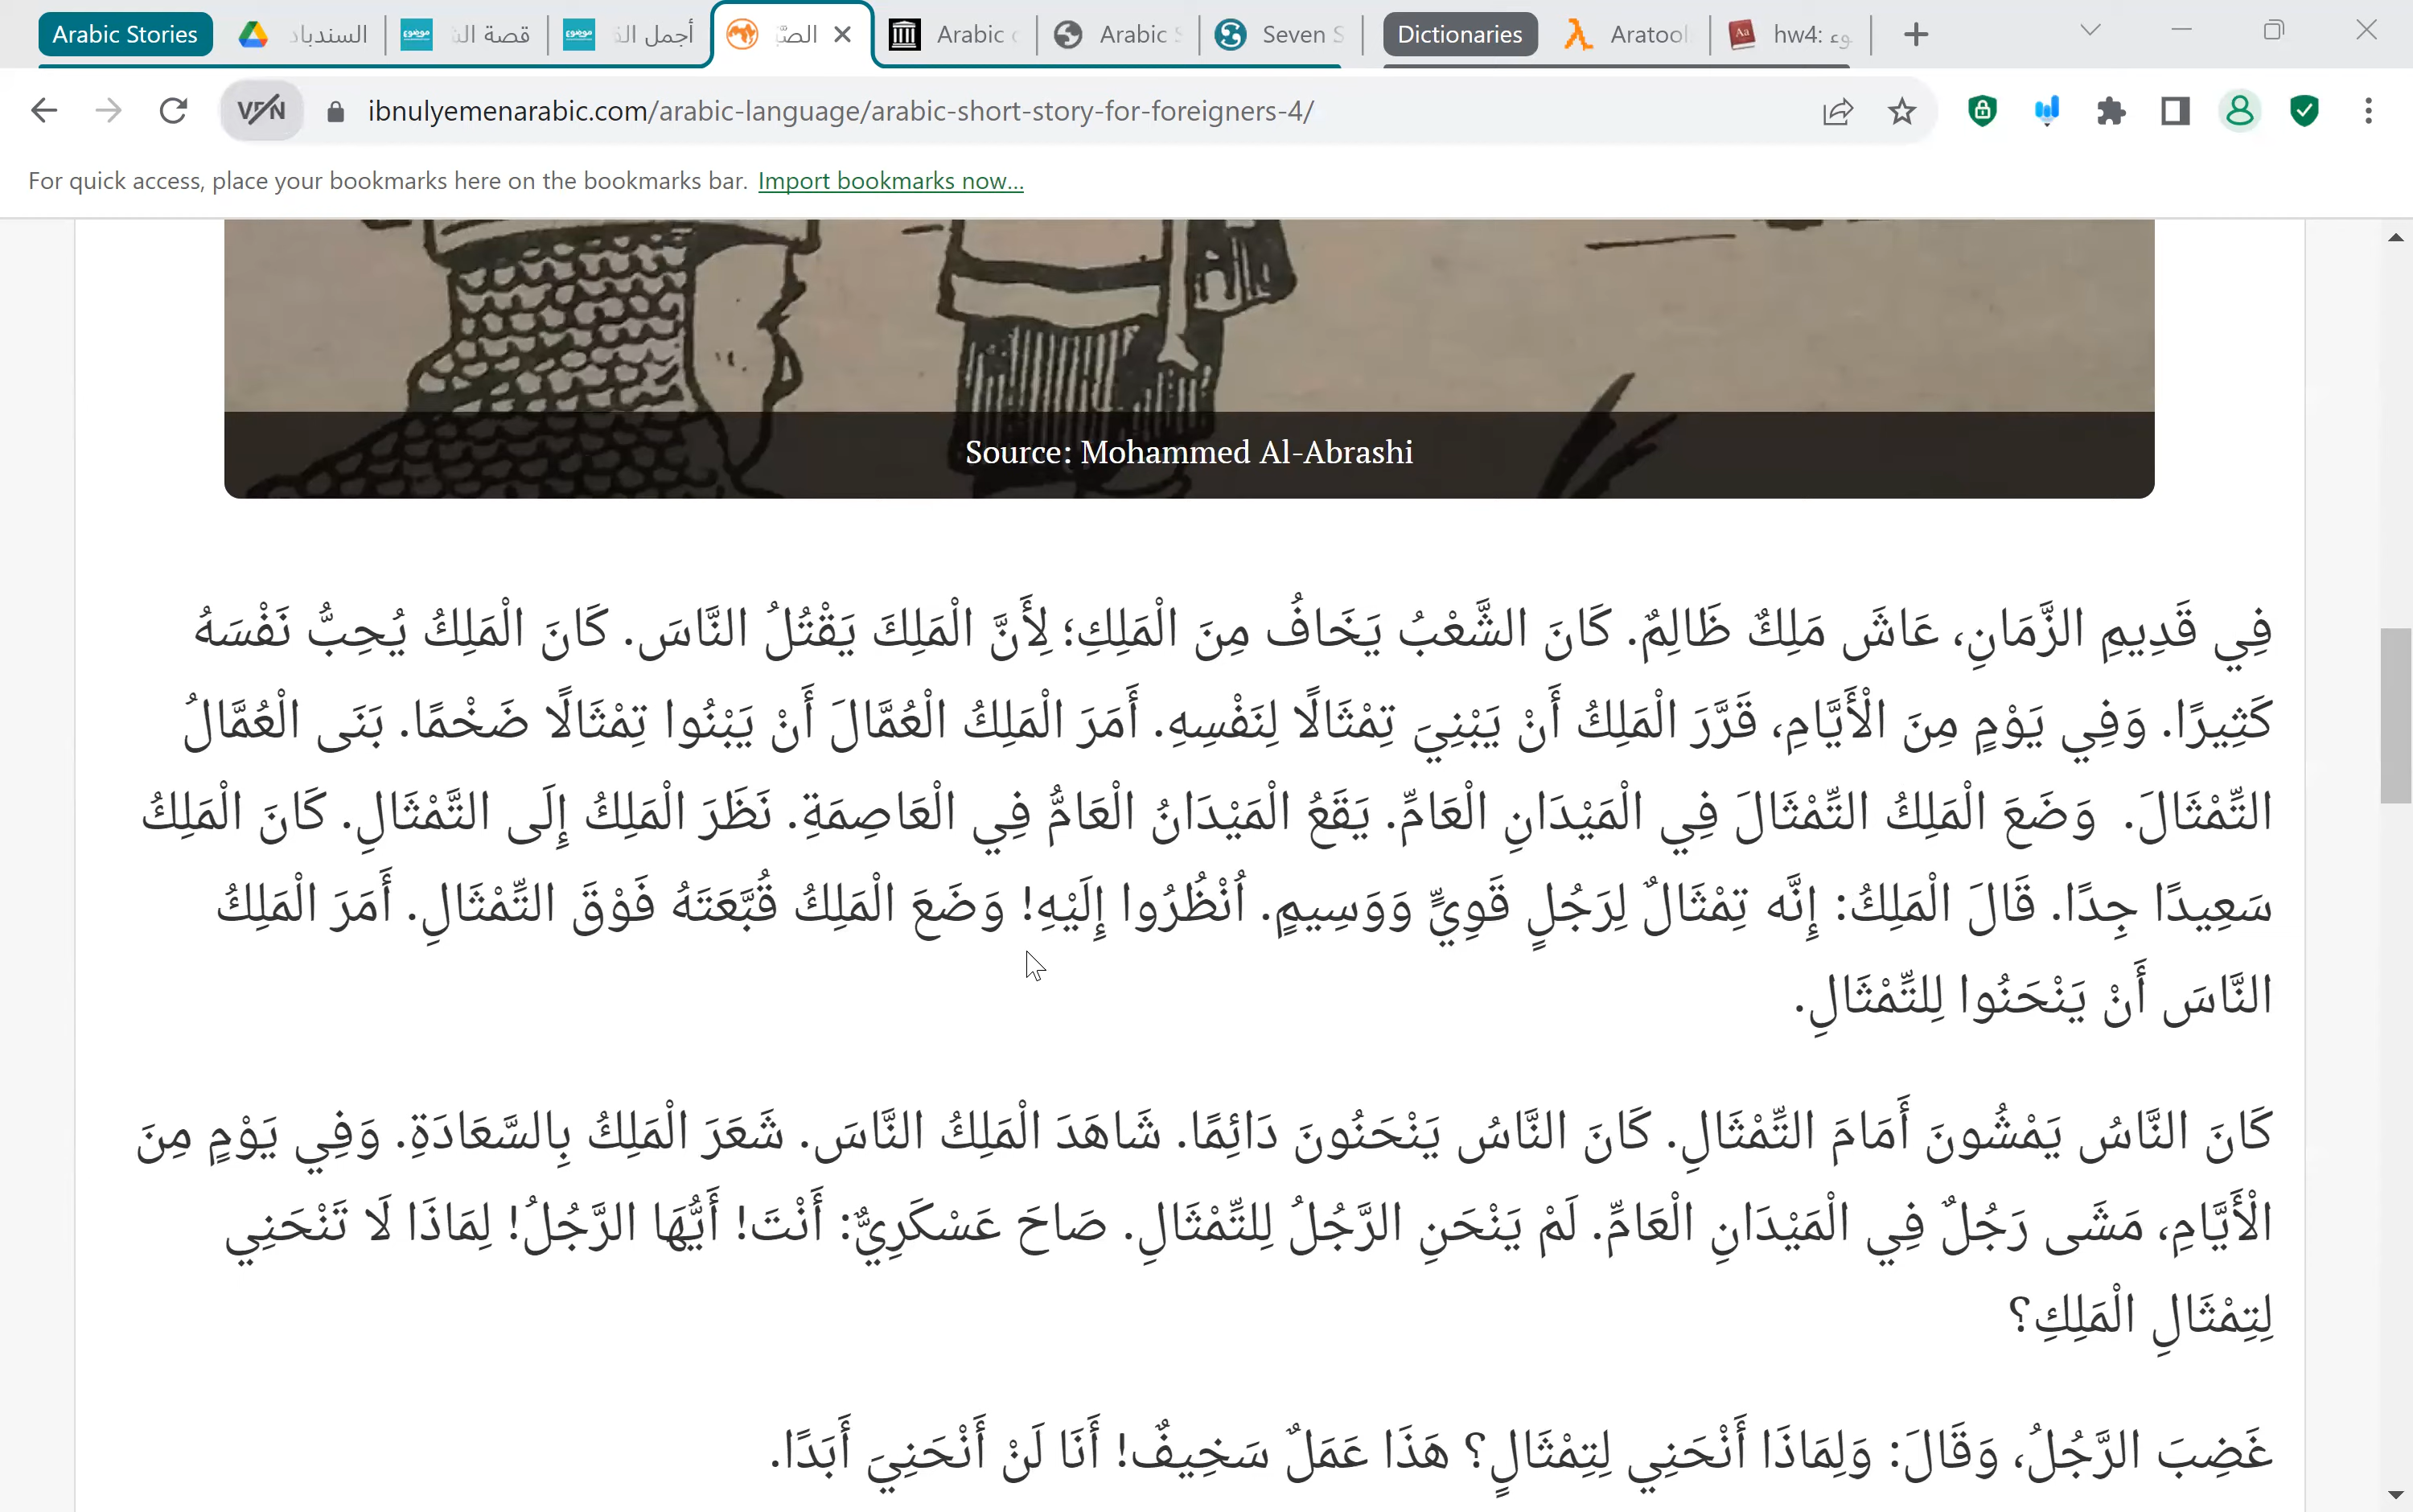 Arabic Stories
السندباد
قصة الش
أجمل الق
الصّ
Arabic
Arabic S
Seven S
Dictionaries
Aratool
hw4: وء
VPN
ibnulyemenarabic.com/arabic-language/arabic-short-story-for-foreigners-4/
For quick access, place your bookmarks here on the bookmarks bar. Import bookmarks now...
Source: Mohammed Al-Abrashi
فِي قَدِيمِ الزَّمَانِ، عَاشَ مَلِكٌ ظَالِمٌ. كَانَ الشَّعْبُ يَخَافُ مِنَ الْمَلِكِ؛ لِأَنَّ الْمَلِكَ يَقْتُلُ النَّاسَ. كَانَ الْمَلِكُ يُحِبُّ نَفْسَهُ
كَثِيرًا. وَفِي يَوْمٍ مِنَ الْأَيَّامِ، قَرَّرَ الْمَلِكُ أَنْ يَبْنِيَ تِمْثَالًا لِنَفْسِهِ. أَمَرَ الْمَلِكُ الْعُمَّالَ أَنْ يَبْنُوا تِمْثَالًا ضَخْمًا. بَنَى الْعُمَّالُ
التِّمْثَالَ. وَضَعَ الْمَلِكُ التِّمْثَالَ فِي الْمَيْدَانِ الْعَامِّ. يَقَعُ الْمَيْدَانُ الْعَامُّ فِي الْعَاصِمَةِ. نَظَرَ الْمَلِكُ إِلَى التَّمْثَالِ. كَانَ الْمَلِكُ
سَعِيدًا جِدًا. قَالَ الْمَلِكُ: إِنَّه تِمْثَالٌ لِرَجُلٍ قَوِيٍّ وَوَسِيمٍ. اُنْظُرُوا إِلَيْهِ! وَضَعَ الْمَلِكُ قُبَّعَتَهُ فَوْقَ التِّمْثَالِ. أَمَرَ الْمَلِكُ
النَّاسَ أَنْ يَنْحَنُوا لِلتِّمْثَالِ.
كَانَ النَّاسُ يَمْشُونَ أَمَامَ التِّمْثَالِ. كَانَ النَّاسُ يَنْحَنُونَ دَائِمًا. شَاهَدَ الْمَلِكُ النَّاسَ. شَعَرَ الْمَلِكُ بِالسَّعَادَةِ. وَفِي يَوْمٍ مِنَ
الْأَيَّامِ، مَشَى رَجُلٌ فِي الْمَيْدَانِ الْعَامِّ. لَمْ يَنْحَنِ الرَّجُلُ لِلتِّمْثَالِ. صَاحَ عَسْكَرِيٌّ: أَنْتَ! أَيُّهَا الرَّجُلُ! لِمَاذَا لَا تَنْحَنِي
لِتِمْثَالِ الْمَلِكِ؟
غَضِبَ الرَّجُلُ، وَقَالَ: وَلِمَاذَا أَنْحَنِي لِتِمْثَالٍ؟ هَذَا عَمَلٌ سَخِيفٌ! أَنَا لَنْ أَنْحَنِيَ أَبَدًا.